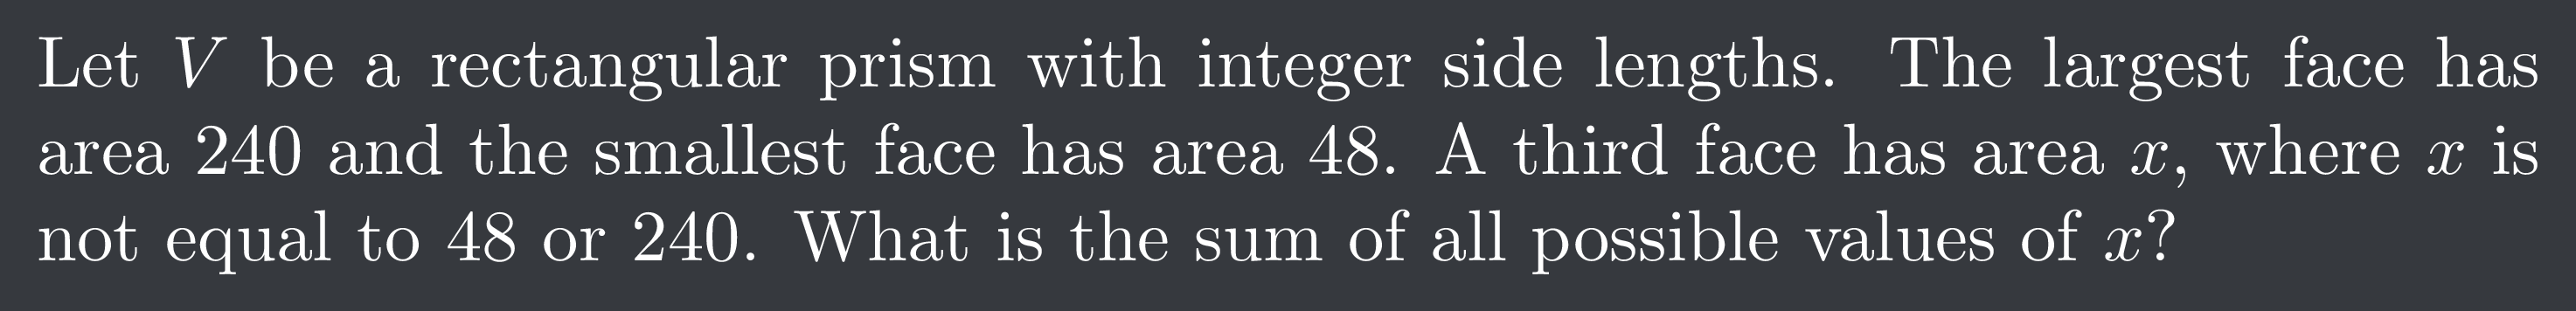 Let V be a rectangular prism with integer side lengths. The largest face has
area 240 and the smallest face has area 48. A third face has area x, where x is
not equal to 48 or 240. What is the sum of all possible values of x?